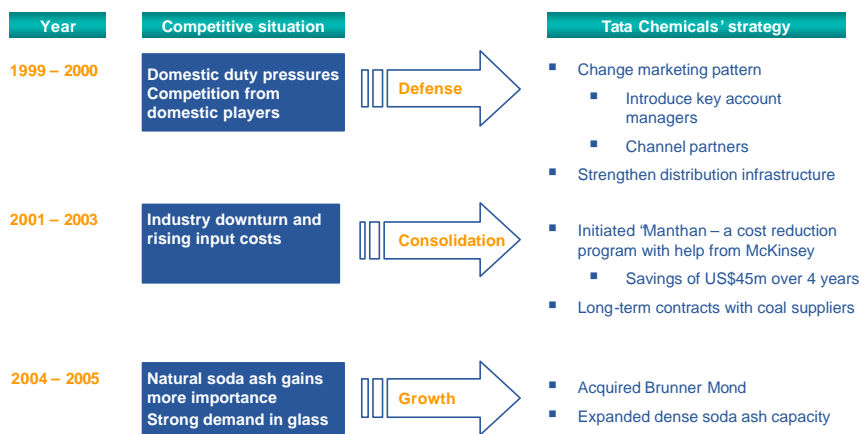 Year
Competitive situation
Tata Chemicals’ strategy
1999 – 2000
Domestic duty pressures
Competition from
domestic players
Defense
▪ Change marketing pattern
▪ Introduce key account
managers
▪ Channel partners
▪ Strengthen distribution infrastructure
2001 – 2003
Industry downturn and
rising input costs
Consolidation
▪ Initiated “Manthan – a cost reduction
program with help from McKinsey
▪ Savings of US$45m over 4 years
▪ Long-term contracts with coal suppliers
2004 – 2005
Natural soda ash gains
more importance
Strong demand in glass
Growth
▪ Acquired Brunner Mond
▪ Expanded dense soda ash capacity